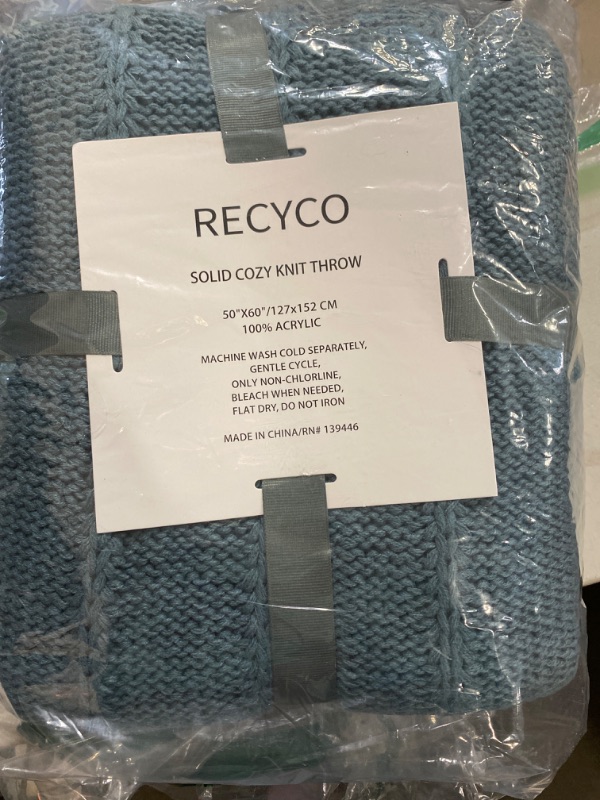 RECYCO
SOLID COZY KNIT THROW
50"X60"/127x152 CM
100% ACRYLIC
MACHINE WASH COLD SEPARATELY,
GENTLE CYCLE,
ONLY NON-CHLORLINE,
BLEACH WHEN NEEDED,
FLAT DRY, DO NOT IRON
MADE IN CHINA/RN# 139446